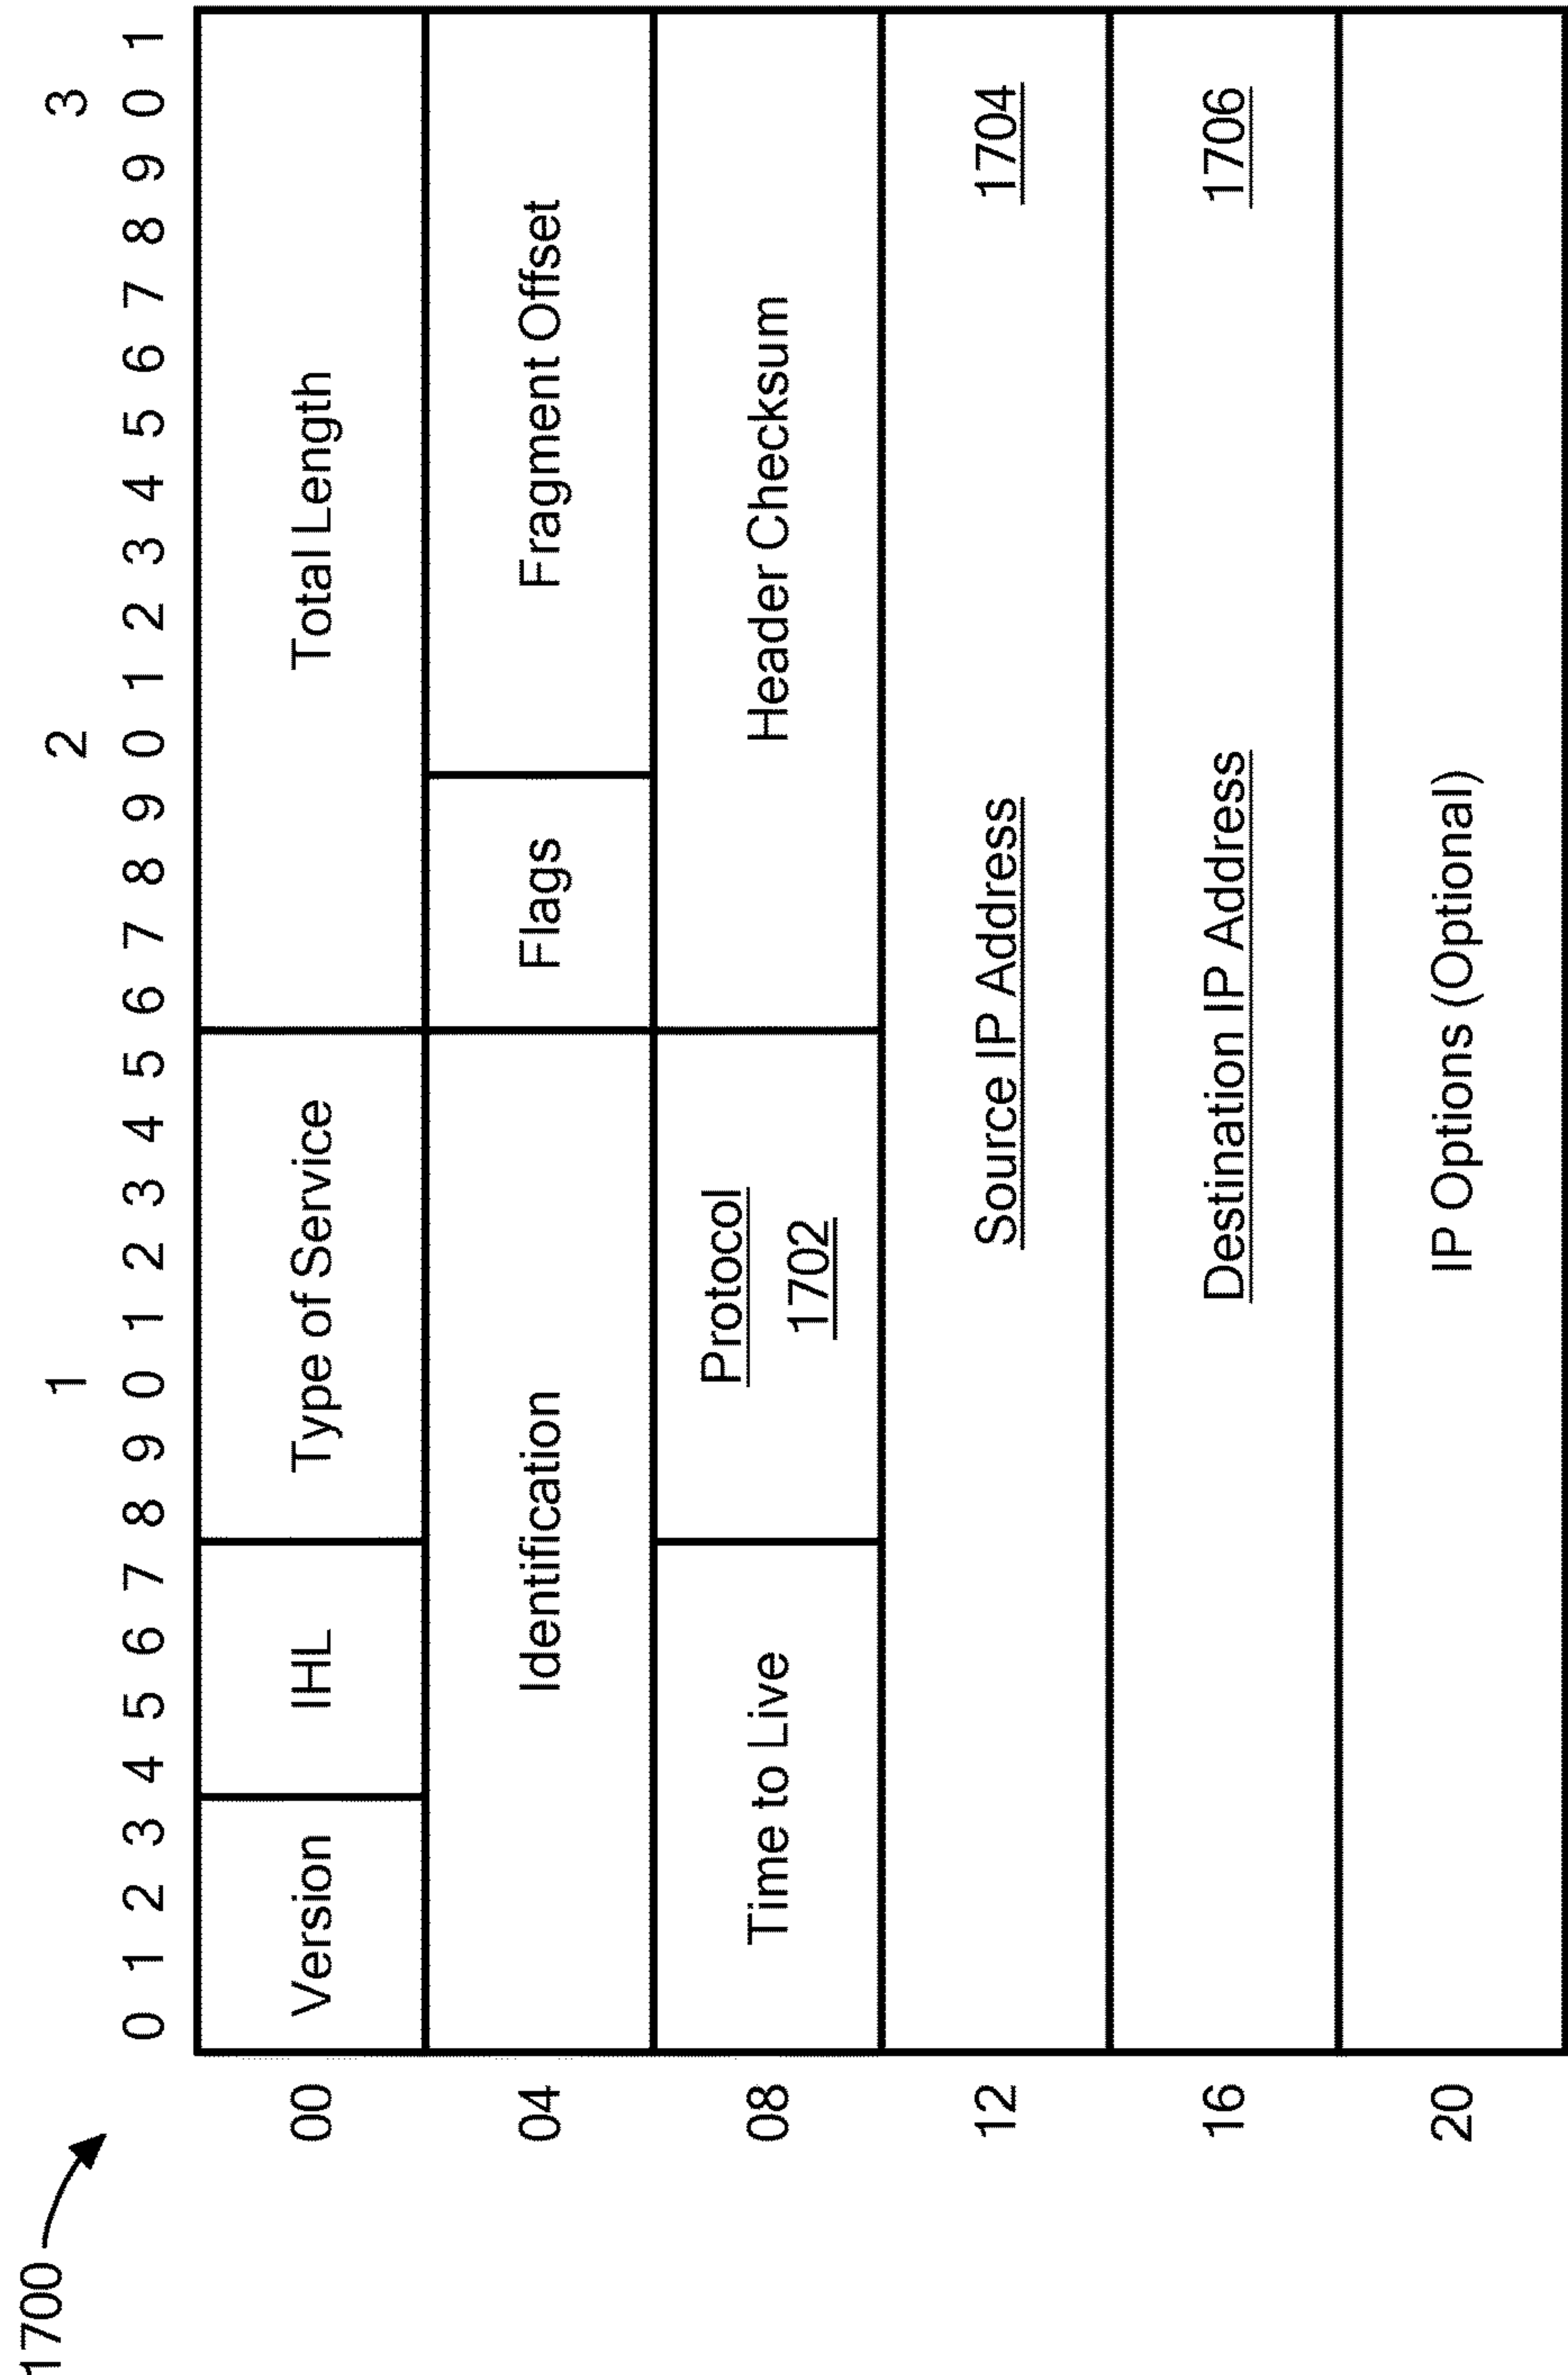 1700
1 2 3
0 1 2 3 4 5 6 7 8 9 0 1 2 3 4 5 6 7 8 9 0 1 2 3 4 5 6 7 8 9 0 1
00 Version IHL Type of Service Total Length
04 Identification Flags Fragment Offset
08 Time to Live Protocol 1702 Header Checksum
12 Source IP Address 1704
16 Destination IP Address 1706
20 IP Options (Optional)